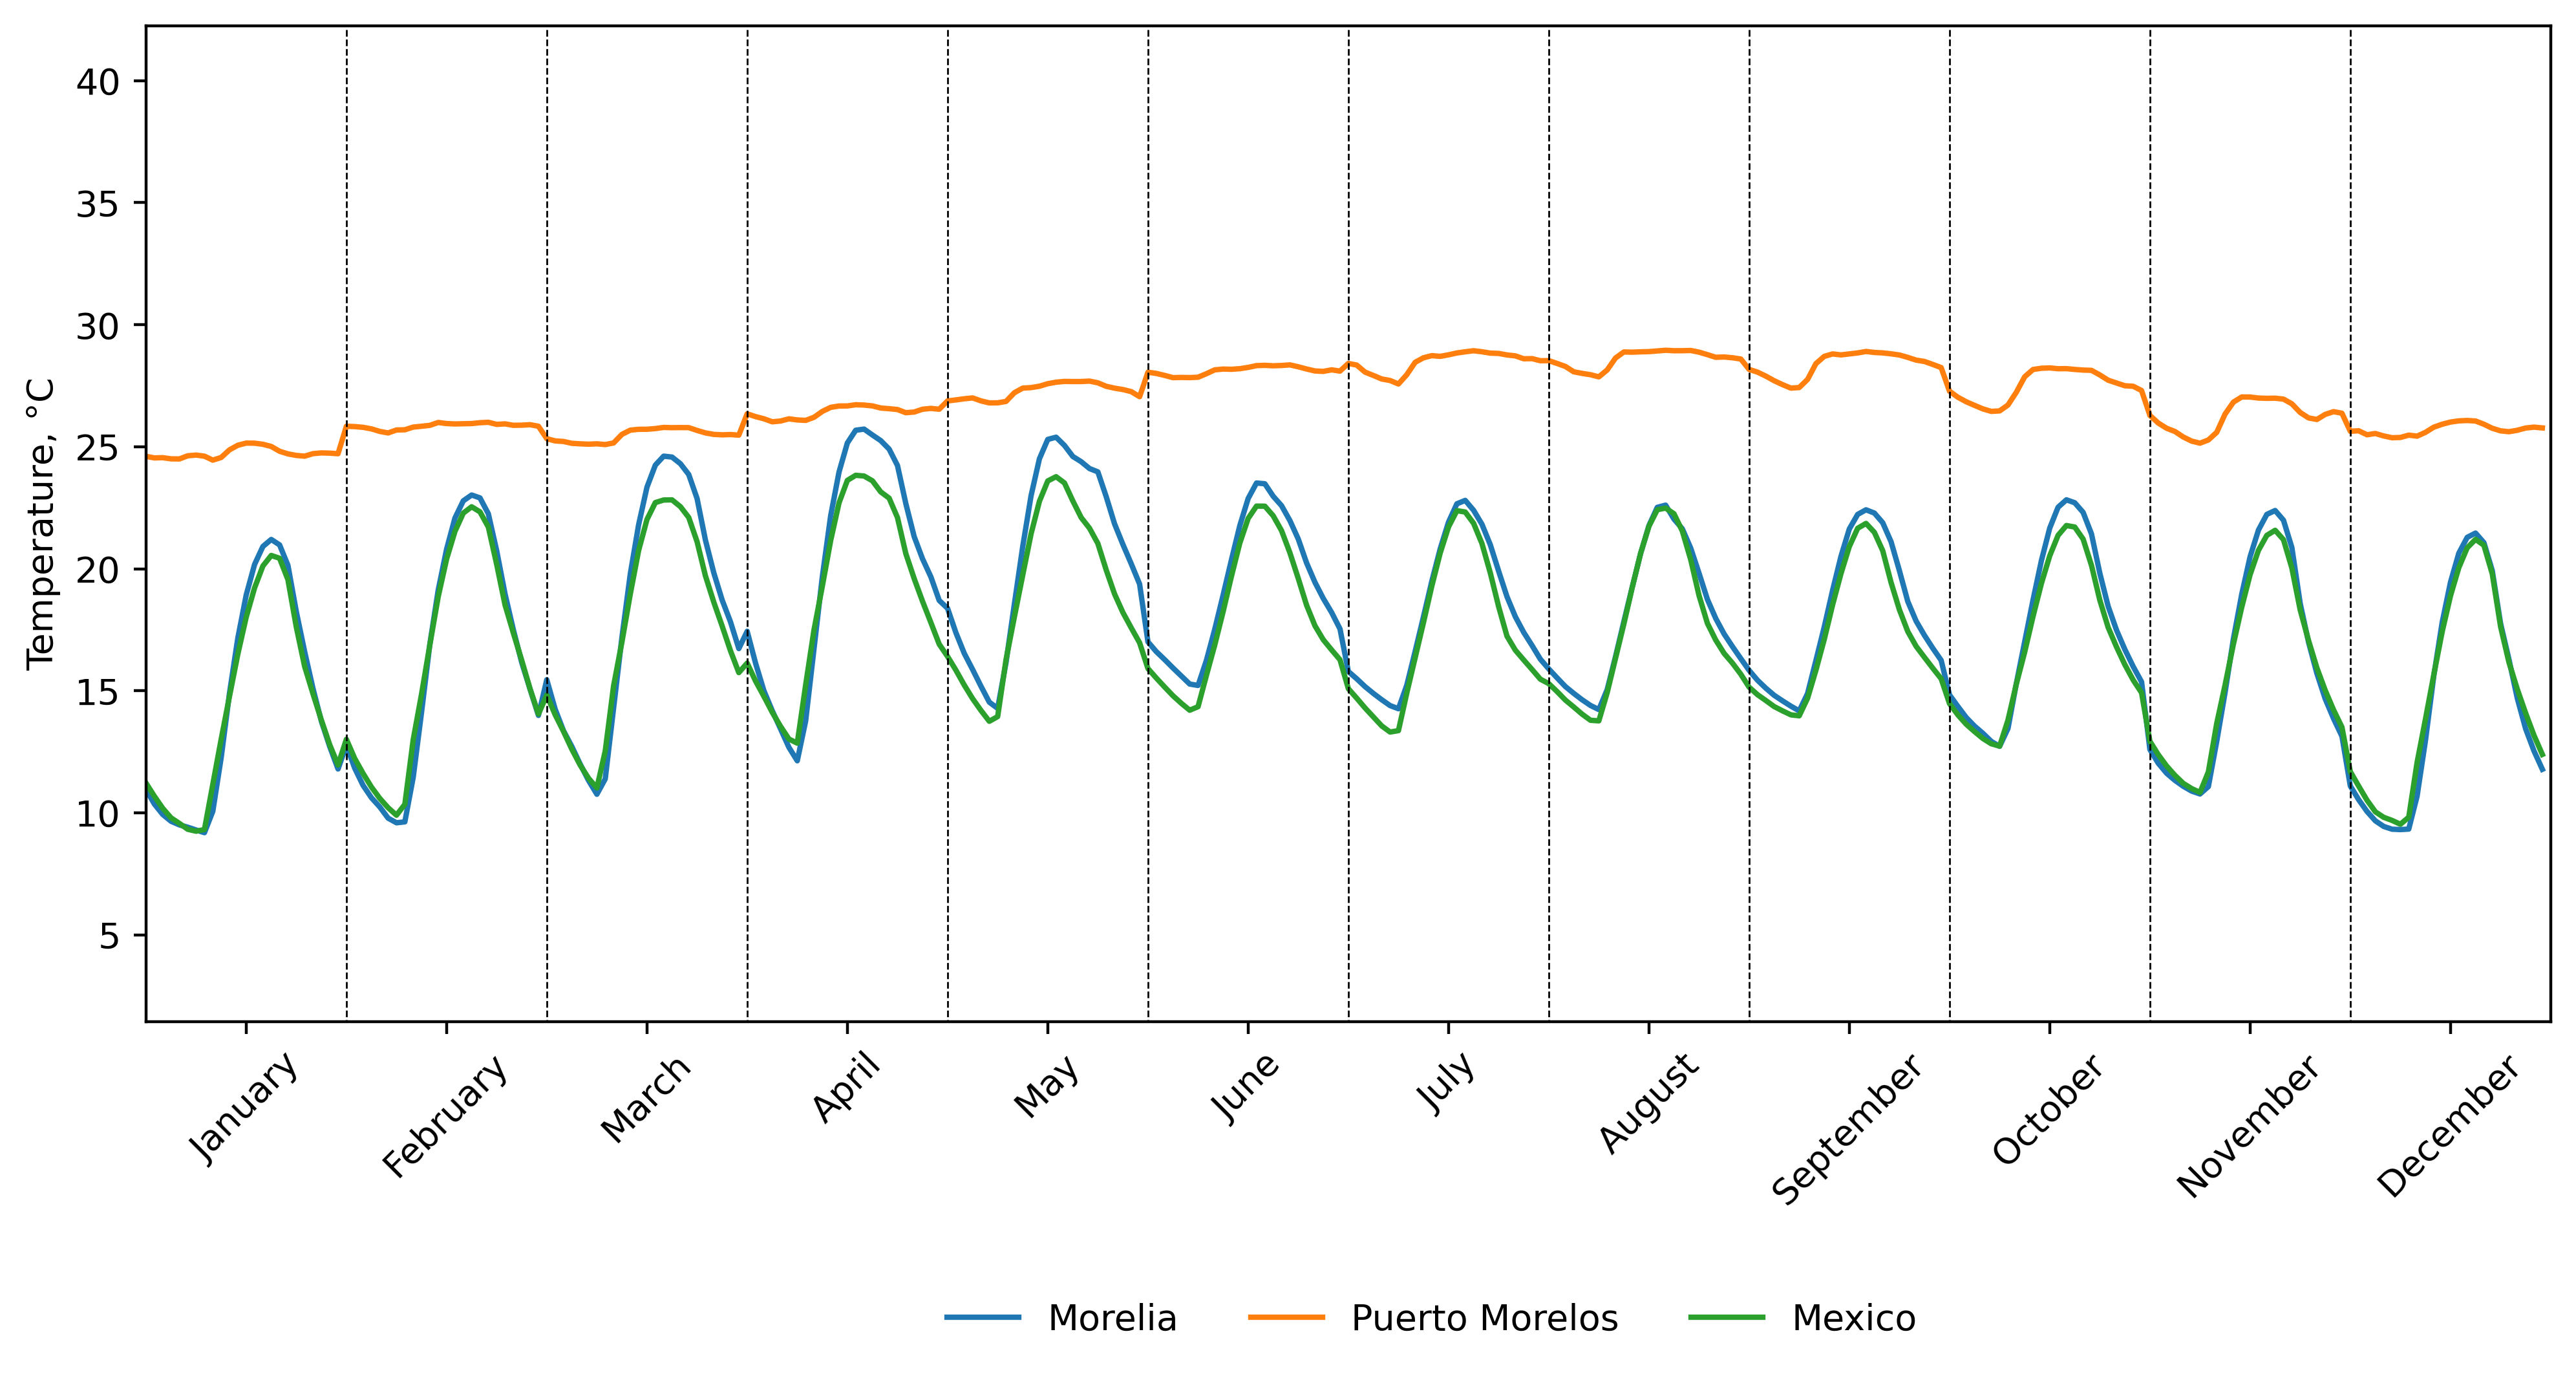 Temperature, °C
40
35
30
25
20
15
10
5
January
February
March
April
May
June
July
August
September
October
November
December
Morelia
Puerto Morelos
Mexico